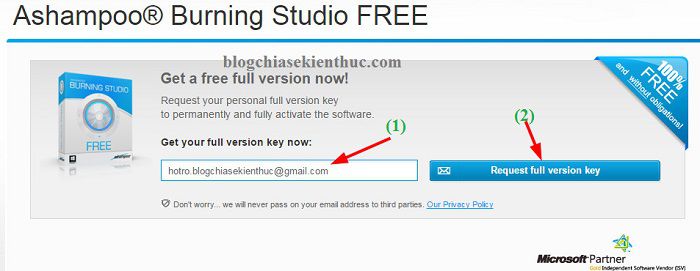 Ashampoo® Burning Studio FREE
blogchiasekienthuc.com
Get a free full version now!
Request your personal full version key
to permanently and fully activate the software.
Get your full version key now:
(1)
(2)
hotro.blogchiasekienthuc@gmail.com
Request full version key
Don't worry... we will never pass on your email address to third parties. Our Privacy Policy
BURNING STUDIO
FREE
Ashampoo
100%
FREE
and without obligations!
Microsoft Partner
Gold Independent Software Vendor (ISV)